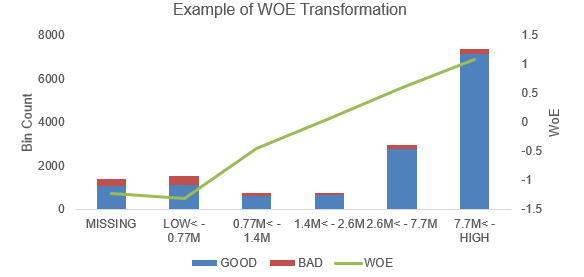 Example of WOE Transformation
8000
6000
4000
2000
0
Bin Count
1.5
1
0.5
0
-0.5
-1
-1.5
WoE
MISSING
LOW< -
0.77M
0.77M< -
1.4M
1.4M< - 2.6M
2.6M< - 7.7M
7.7M< -
HIGH
GOOD BAD WOE